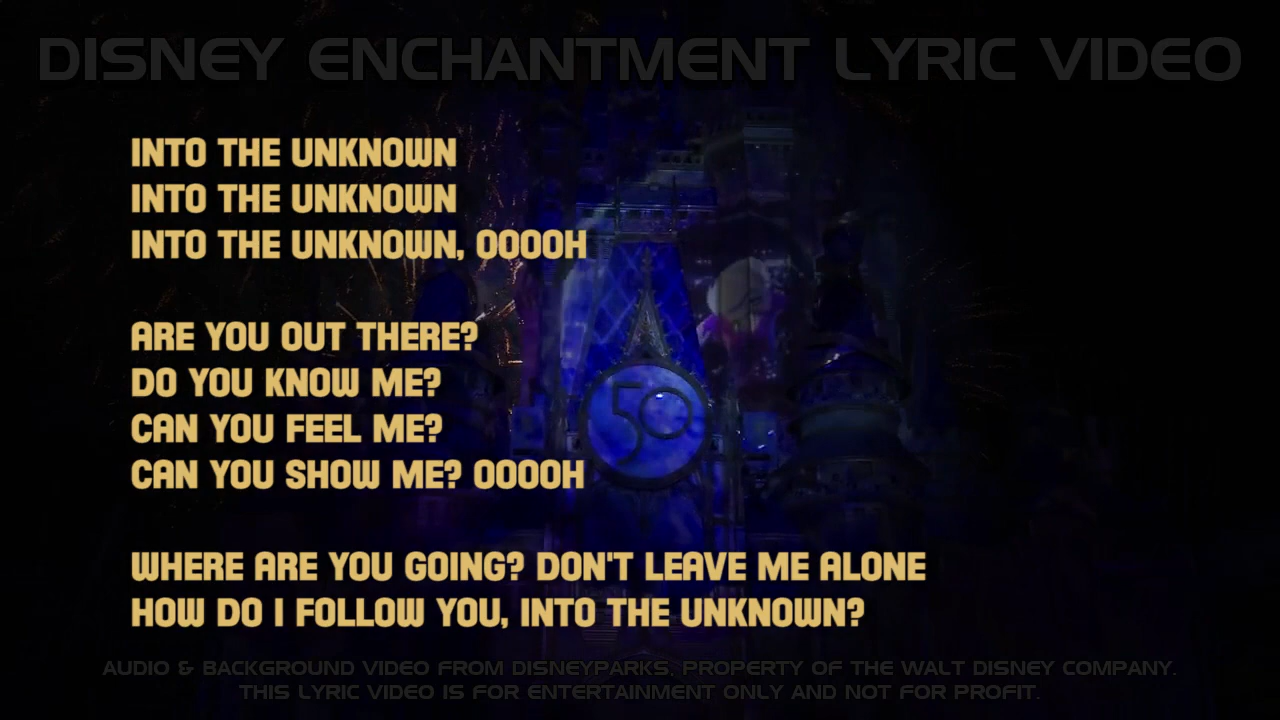 DISNEY ENCHANTMENT LYRIC VIDEO
INTO THE UNKNOWN
INTO THE UNKNOWN
INTO THE UNKNOWN, OOOOH
ARE YOU OUT THERE?
DO YOU KNOW ME?
CAN YOU FEEL ME?
50
CAN YOU SHOW ME? OOOOH
WHERE ARE YOU GOING? DON'T LEAVE ME ALONE
HOW DO I FOLLOW YOU, INTO THE UNKNOWN?
AUDIO & BACKGROUND VIDEO FROM DISNEYPARKS, PROPERTY OF THE WALT DISNEY COMPANY.
THIS LYRIC VIDEO IS FOR ENTERTAINMENT ONLY AND NOT FOR PROFIT.